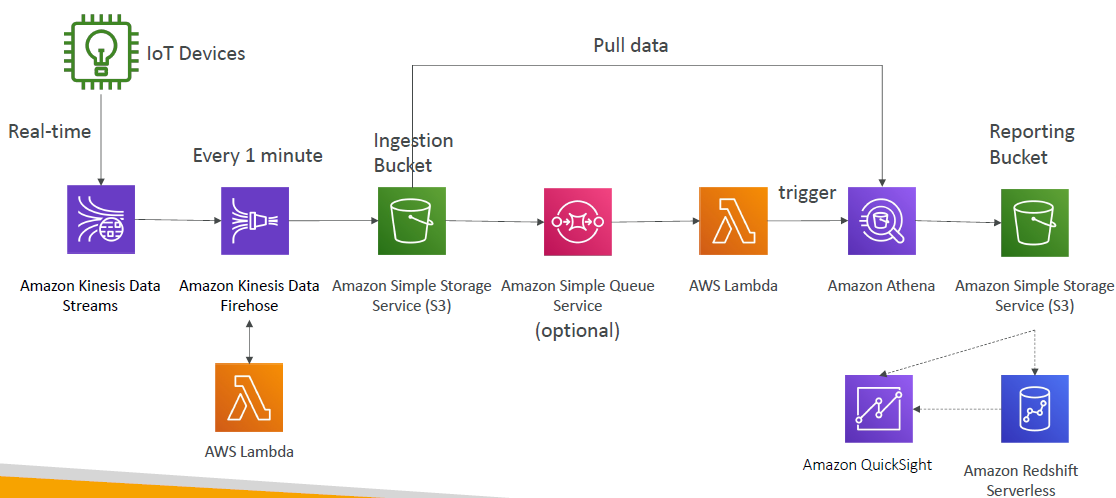 IoT Devices
Pull data
Real-time
Every 1 minute
Ingestion
Bucket
Reporting
Bucket
trigger
Amazon Kinesis Data
Streams
Amazon Kinesis Data
Firehose
Amazon Simple Storage
Service (S3)
Amazon Simple Queue
Service
(optional)
AWS Lambda
Amazon Athena
Amazon Simple Storage
Service (S3)
AWS Lambda
Amazon QuickSight
Amazon Redshift
Serverless